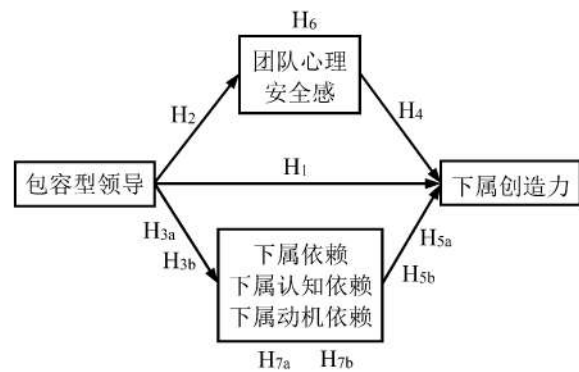 H6
团队心理
安全感
H2
H4
包容型领导
H1
下属创造力
H3a
H3b
下属依赖
下属认知依赖
下属动机依赖
H5a
H5b
H7a H7b